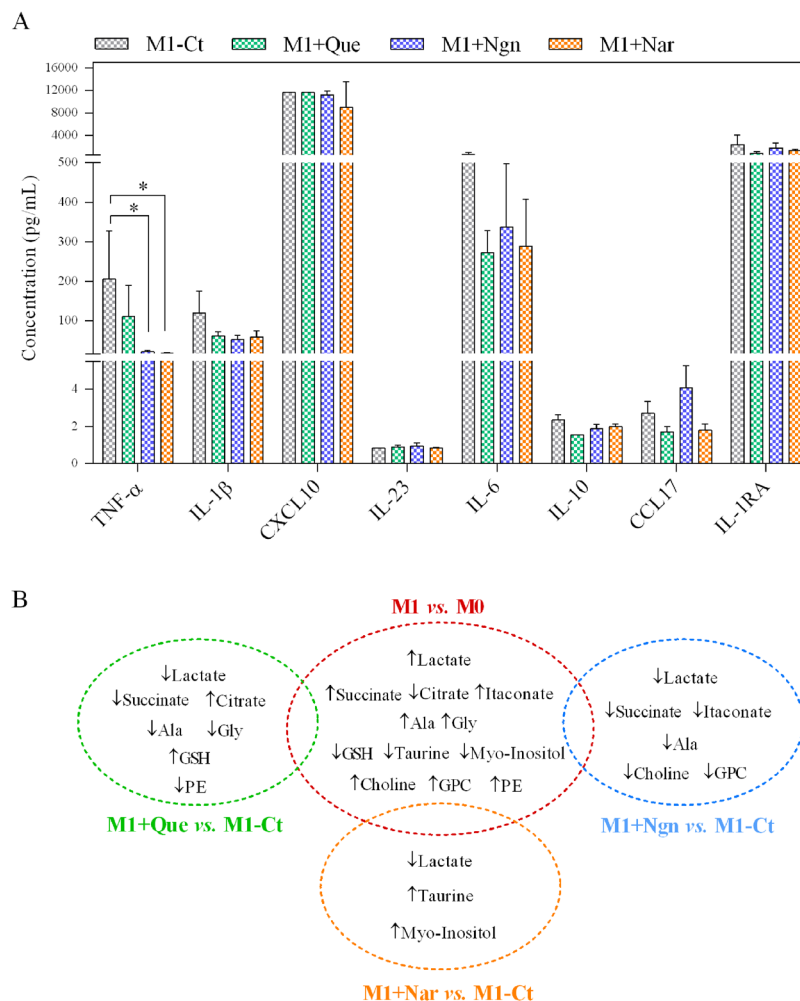 A
M1-Ct M1+Que M1+Ngn M1+Nar
Concentration (pg/mL)
16000
12000
8000
4000
500
400
300
200
100
4
2
0
* 
*
TNF-α IL-1β CXCL10 IL-23 IL-6 IL-10 CCL17 IL-1RA
B
M1 vs. M0
↑Lactate
↑Succinate ↓Citrate ↑Itaconate
↑Ala ↑Gly
↓GSH ↓Taurine ↓Myo-Inositol
↑Choline ↑GPC ↑PE
↓Lactate
↓Succinate ↑Citrate
↓Ala ↓Gly
↑GSH
↓PE
M1+Que vs. M1-Ct
↓Lactate
↓Succinate ↓Itaconate
↓Ala
↓Choline ↓GPC
M1+Ngn vs. M1-Ct
↓Lactate
↑Taurine
↑Myo-Inositol
M1+Nar vs. M1-Ct